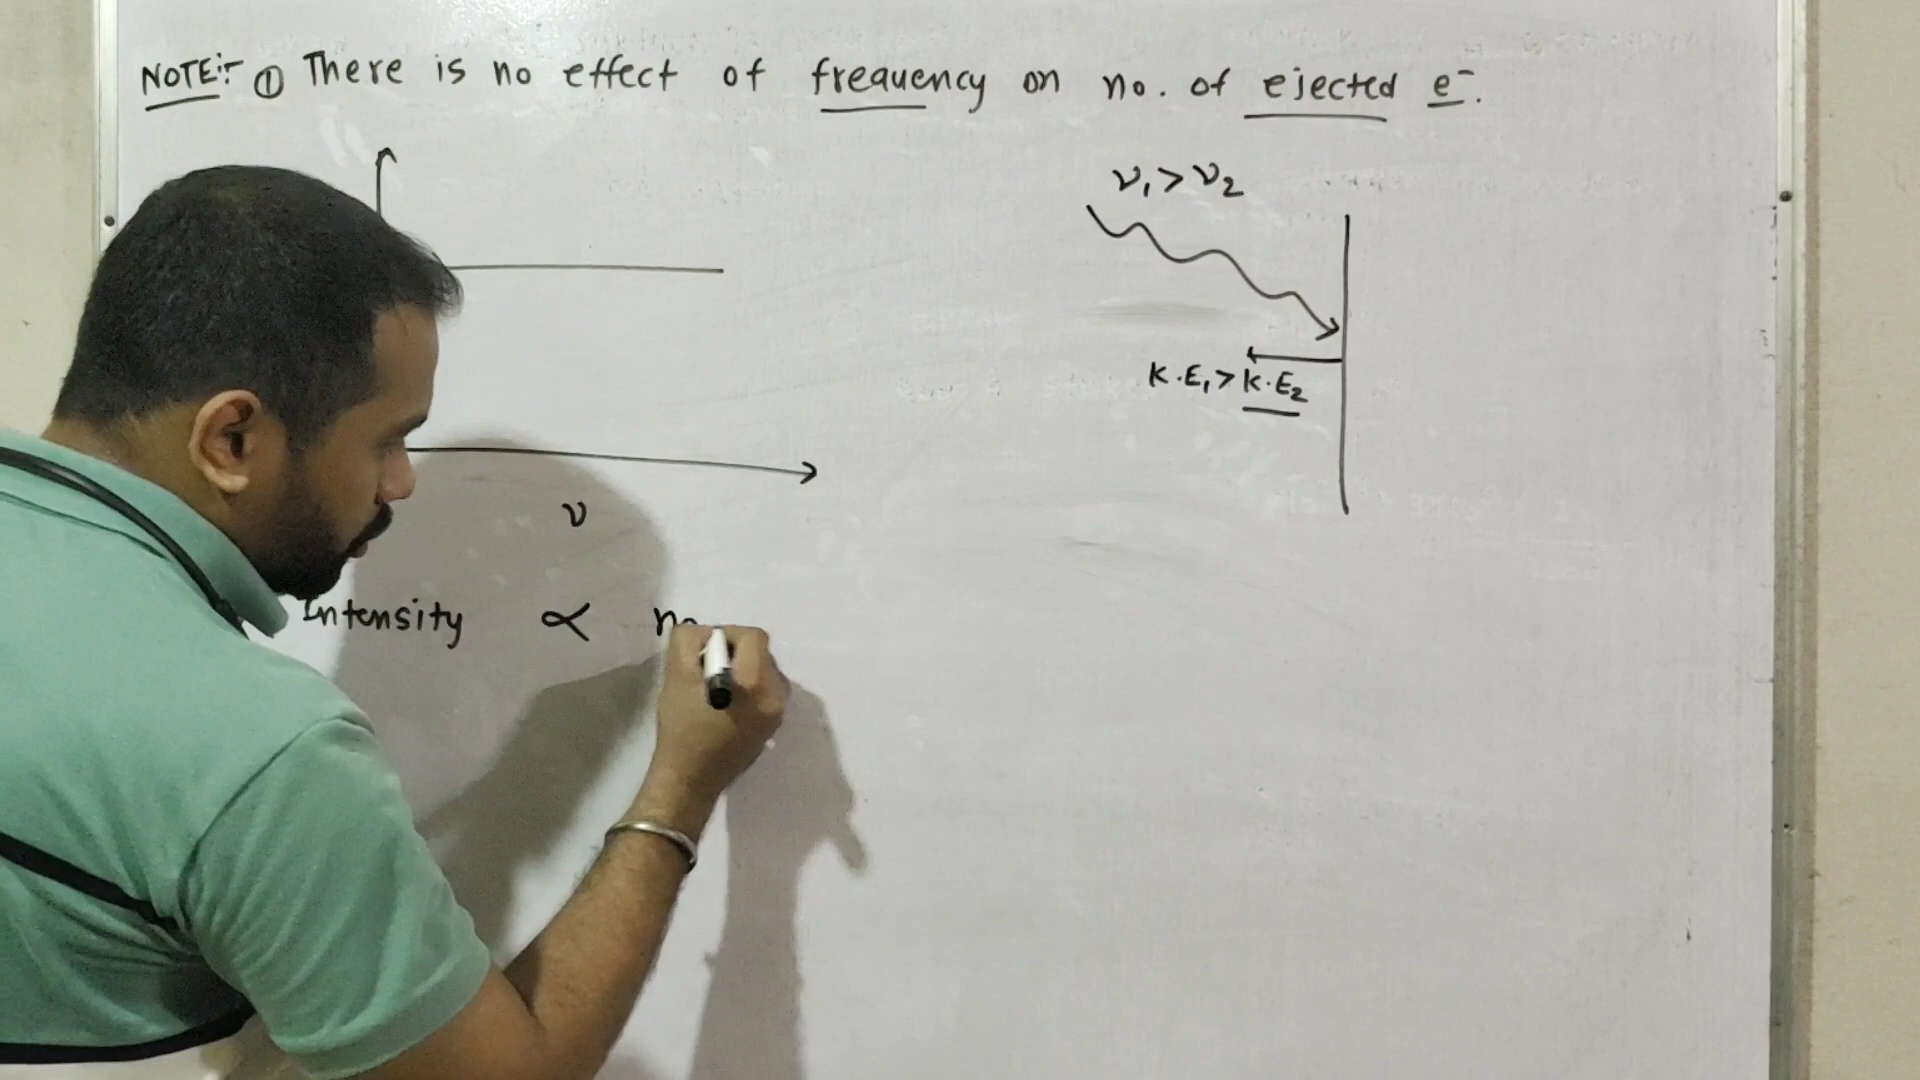 NOTE:- ① There is no effect of frequency on no. of ejected e⁻.
ν₁ > ν₂
K.E₁ > K.E₂
ν
Intensity ∝ no